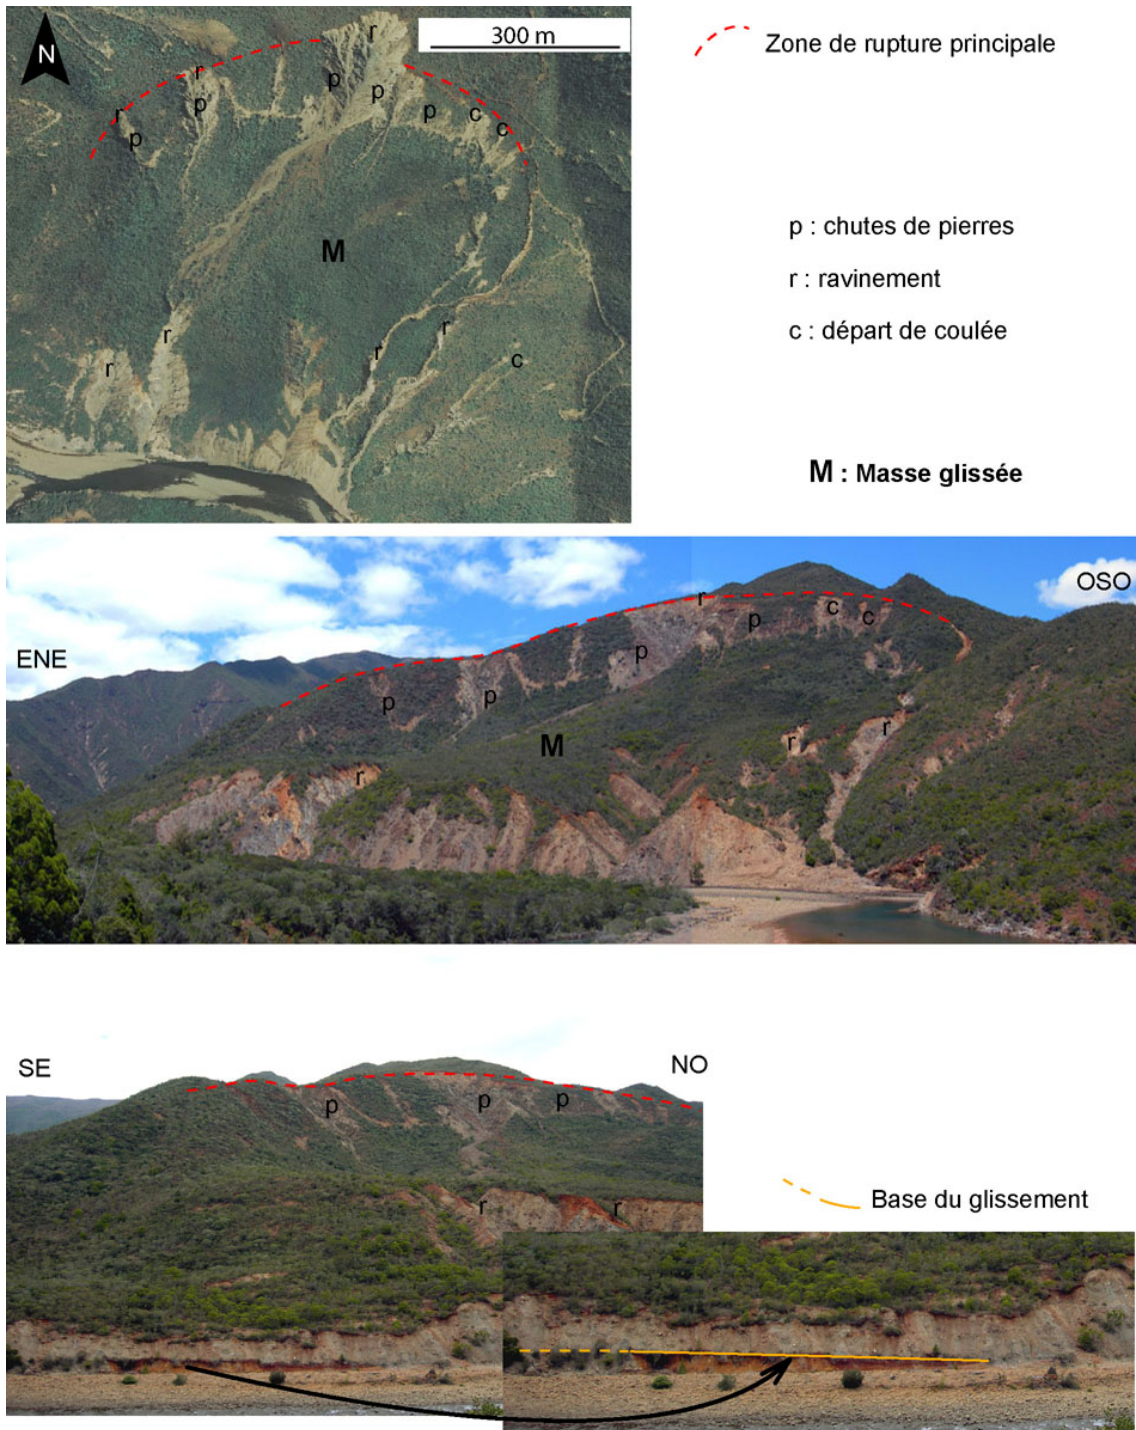 N
300 m
Zone de rupture principale
r
r
p
p
p
c
r
p
p
c
p : chutes de pierres
M
r : ravinement
r
r
c : départ de coulée
r
r
c
M : Masse glissée
OSO
ENE
r
p
c
c
p
p
p
M
r
r
r
SE
NO
p
p
p
r
r
Base du glissement